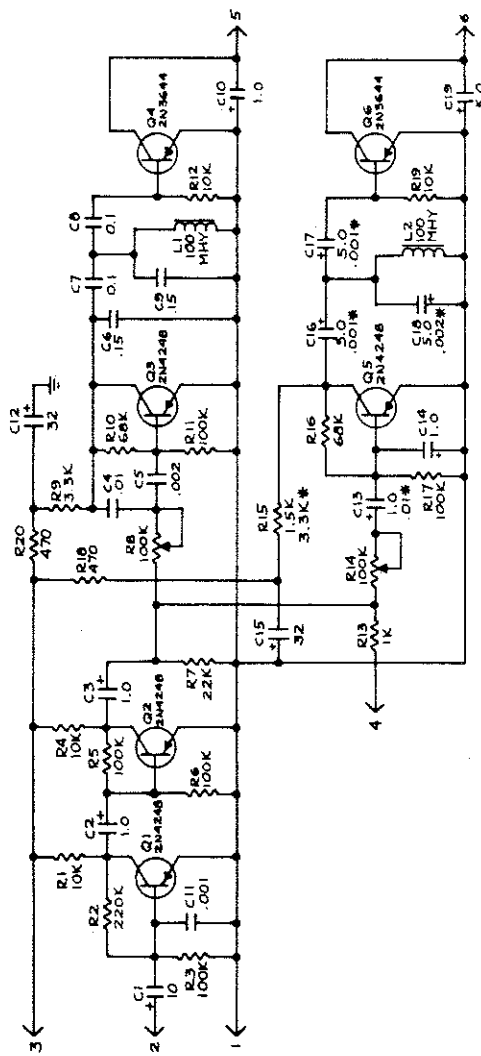 3
2
1
C1
10
R3
100K
R2
220K
R1
10K
C11
.001
Q1
2N4248
C2
1.0
R4
10K
R5
100K
R6
100K
Q2
2N4248
C3
1.0
R7
22K
R20
470
R18
470
C12
32
R9
3.3K
C4
.01
R8
100K
C5
.002
R10
68K
R11
100K
Q3
2N4248
C6
.15
C7
0.1
C8
0.1
C9
.15
L1
100
MHY
R12
10K
Q4
2N3644
C10
1.0
5
4
R13
1K
C15
32
R14
100K
R15
1.5K
3.3K*
C13
1.0
.01*
R16
68K
R17
100K
C14
1.0
Q5
2N4248
C16
5.0
.001*
C17
5.0
.001*
C18
5.0
.002*
L2
100
MHY
R19
10K
Q6
2N3644
C19
6